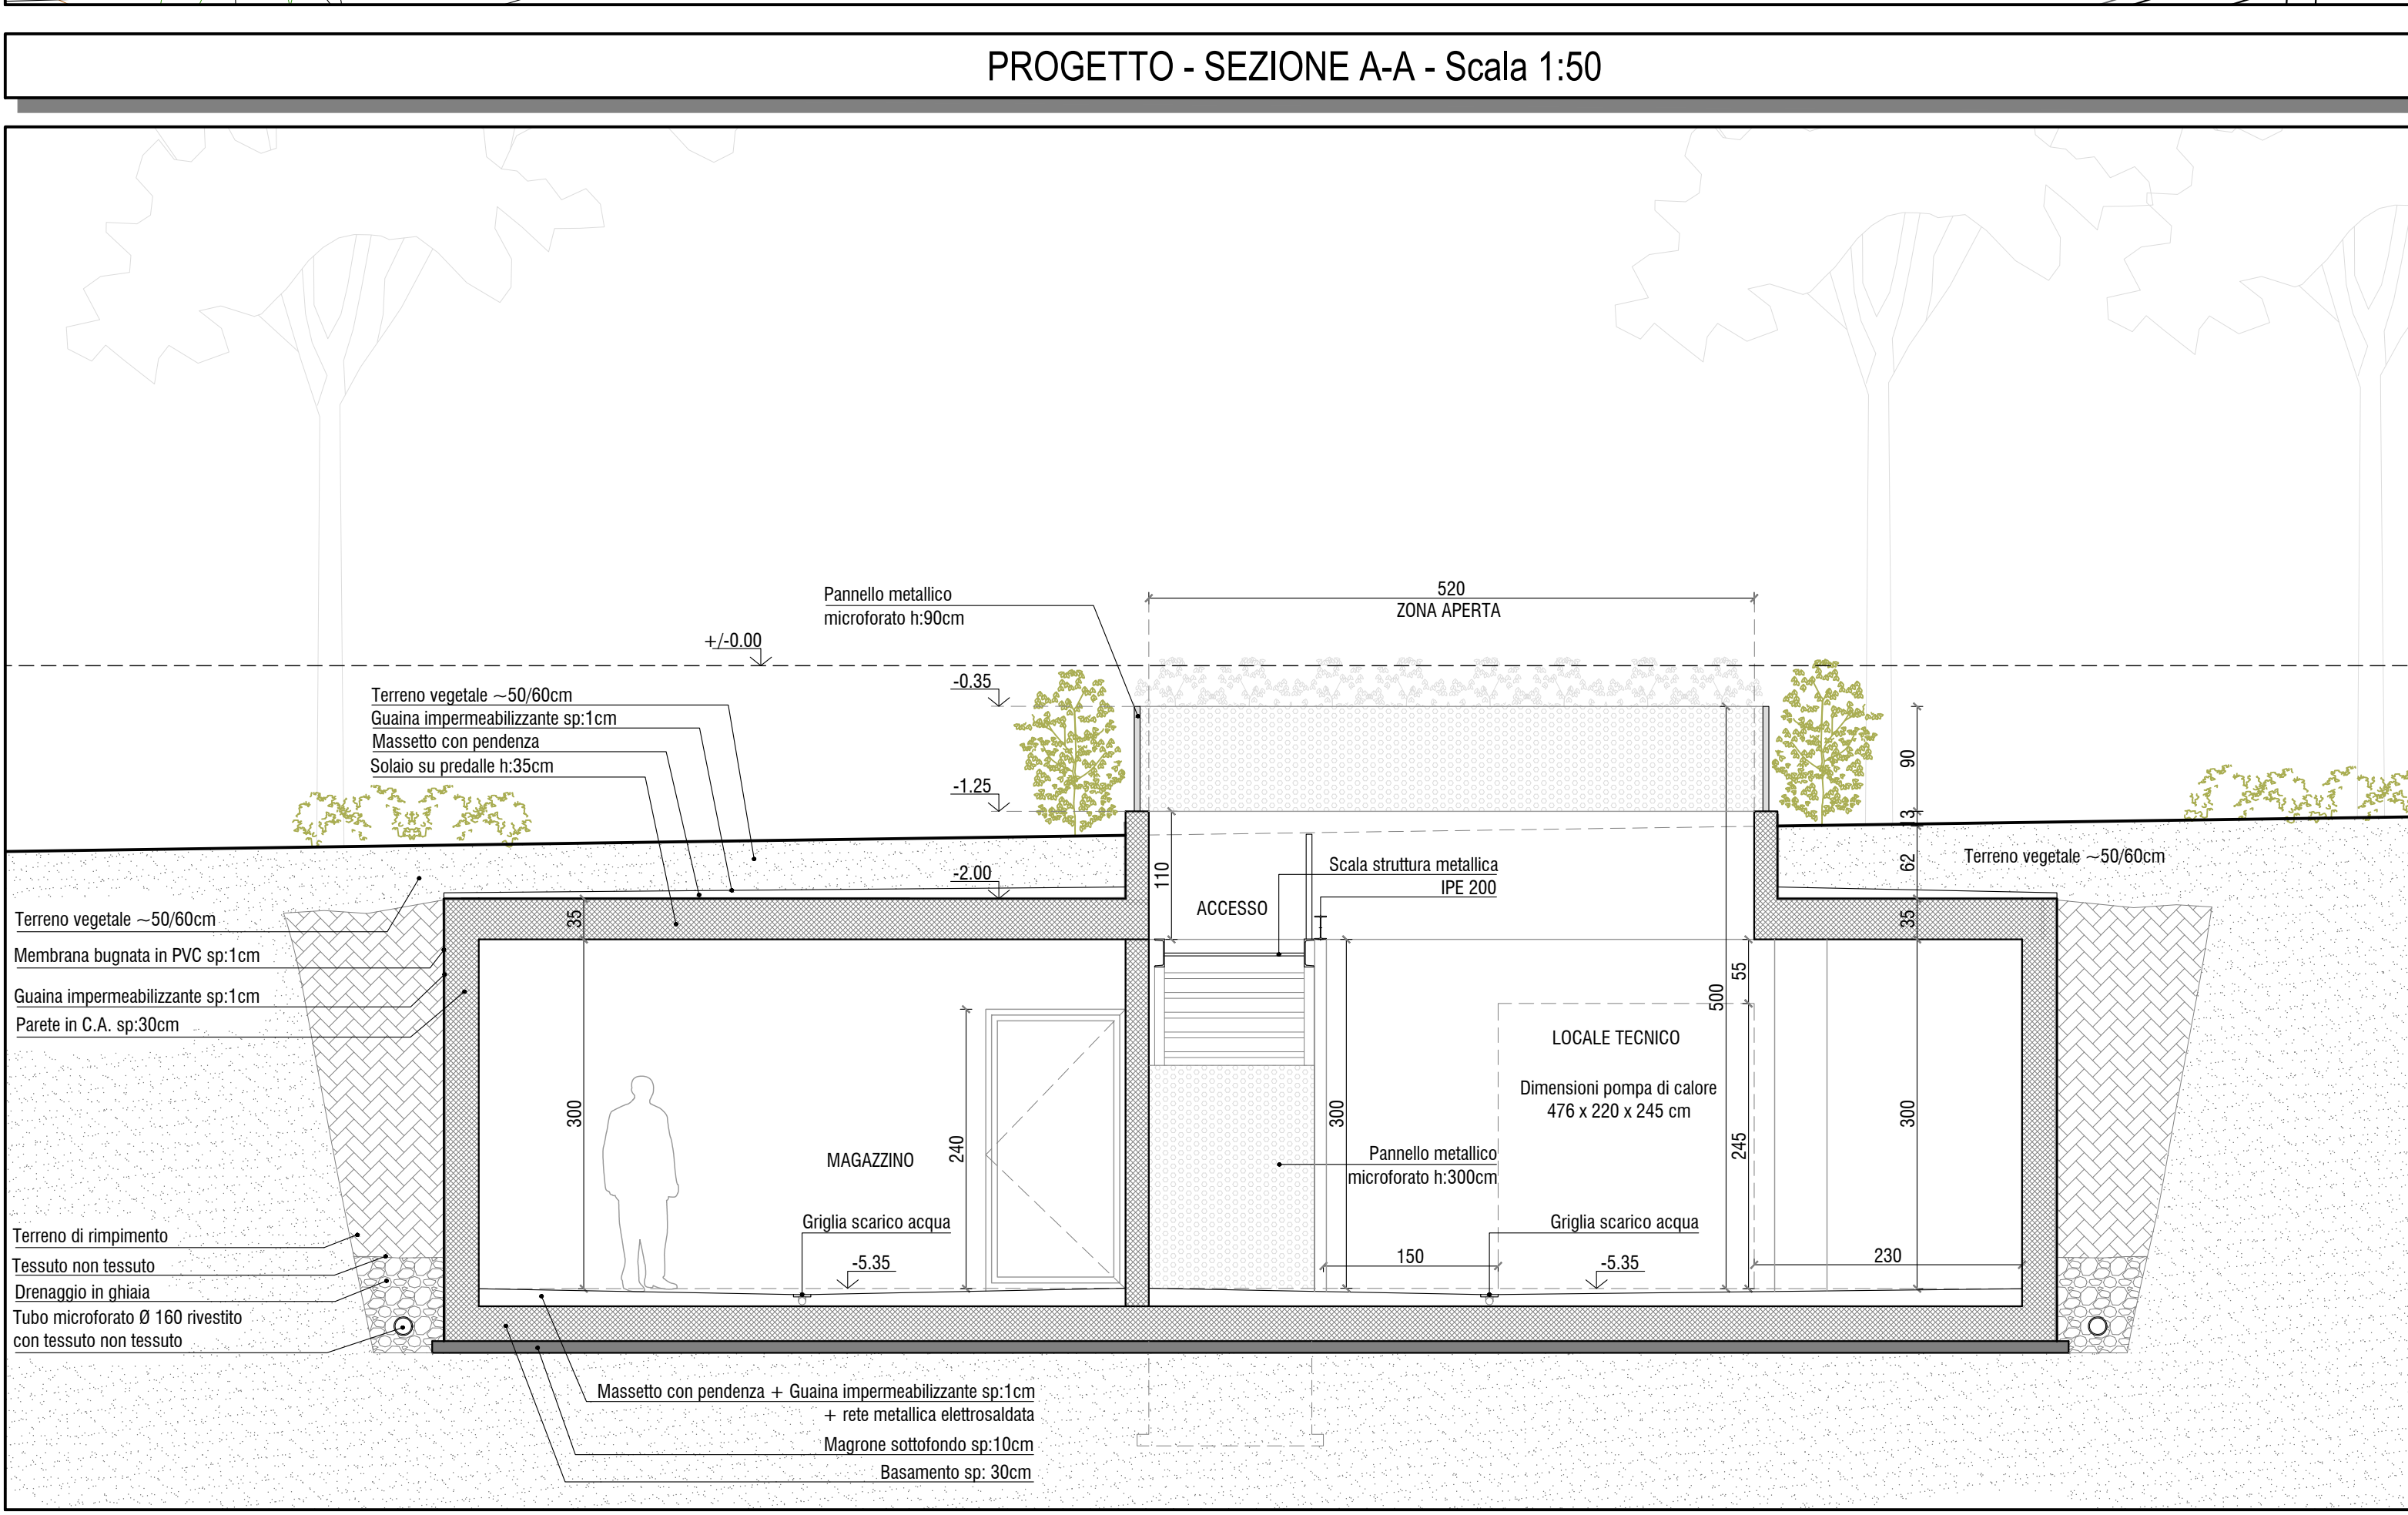 PROGETTO - SEZIONE A-A - Scala 1:50
520
ZONA APERTA
Pannello metallico
microforato h:90cm
+/-0.00
-0.35
-1.25
-2.00
Terreno vegetale ~50/60cm
Guaina impermeabilizzante sp:1cm
Massetto con pendenza
Solaio su predalle h:35cm
90
13
62
35
300
Terreno vegetale ~50/60cm
110
ACCESSO
Scala struttura metallica
IPE 200
35
300
Terreno vegetale ~50/60cm
Membrana bugnata in PVC sp:1cm
Guaina impermeabilizzante sp:1cm
Parete in C.A. sp:30cm
55
500
245
LOCALE TECNICO
Dimensioni pompa di calore
476 x 220 x 245 cm
MAGAZZINO
240
300
Pannello metallico
microforato h:300cm
Griglia scarico acqua
-5.35
Griglia scarico acqua
-5.35
150
230
Terreno di rimpimento
Tessuto non tessuto
Drenaggio in ghiaia
Tubo microforato Ø 160 rivestito
con tessuto non tessuto
Massetto con pendenza + Guaina impermeabilizzante sp:1cm
+ rete metallica elettrosaldata
Magrone sottofondo sp:10cm
Basamento sp: 30cm